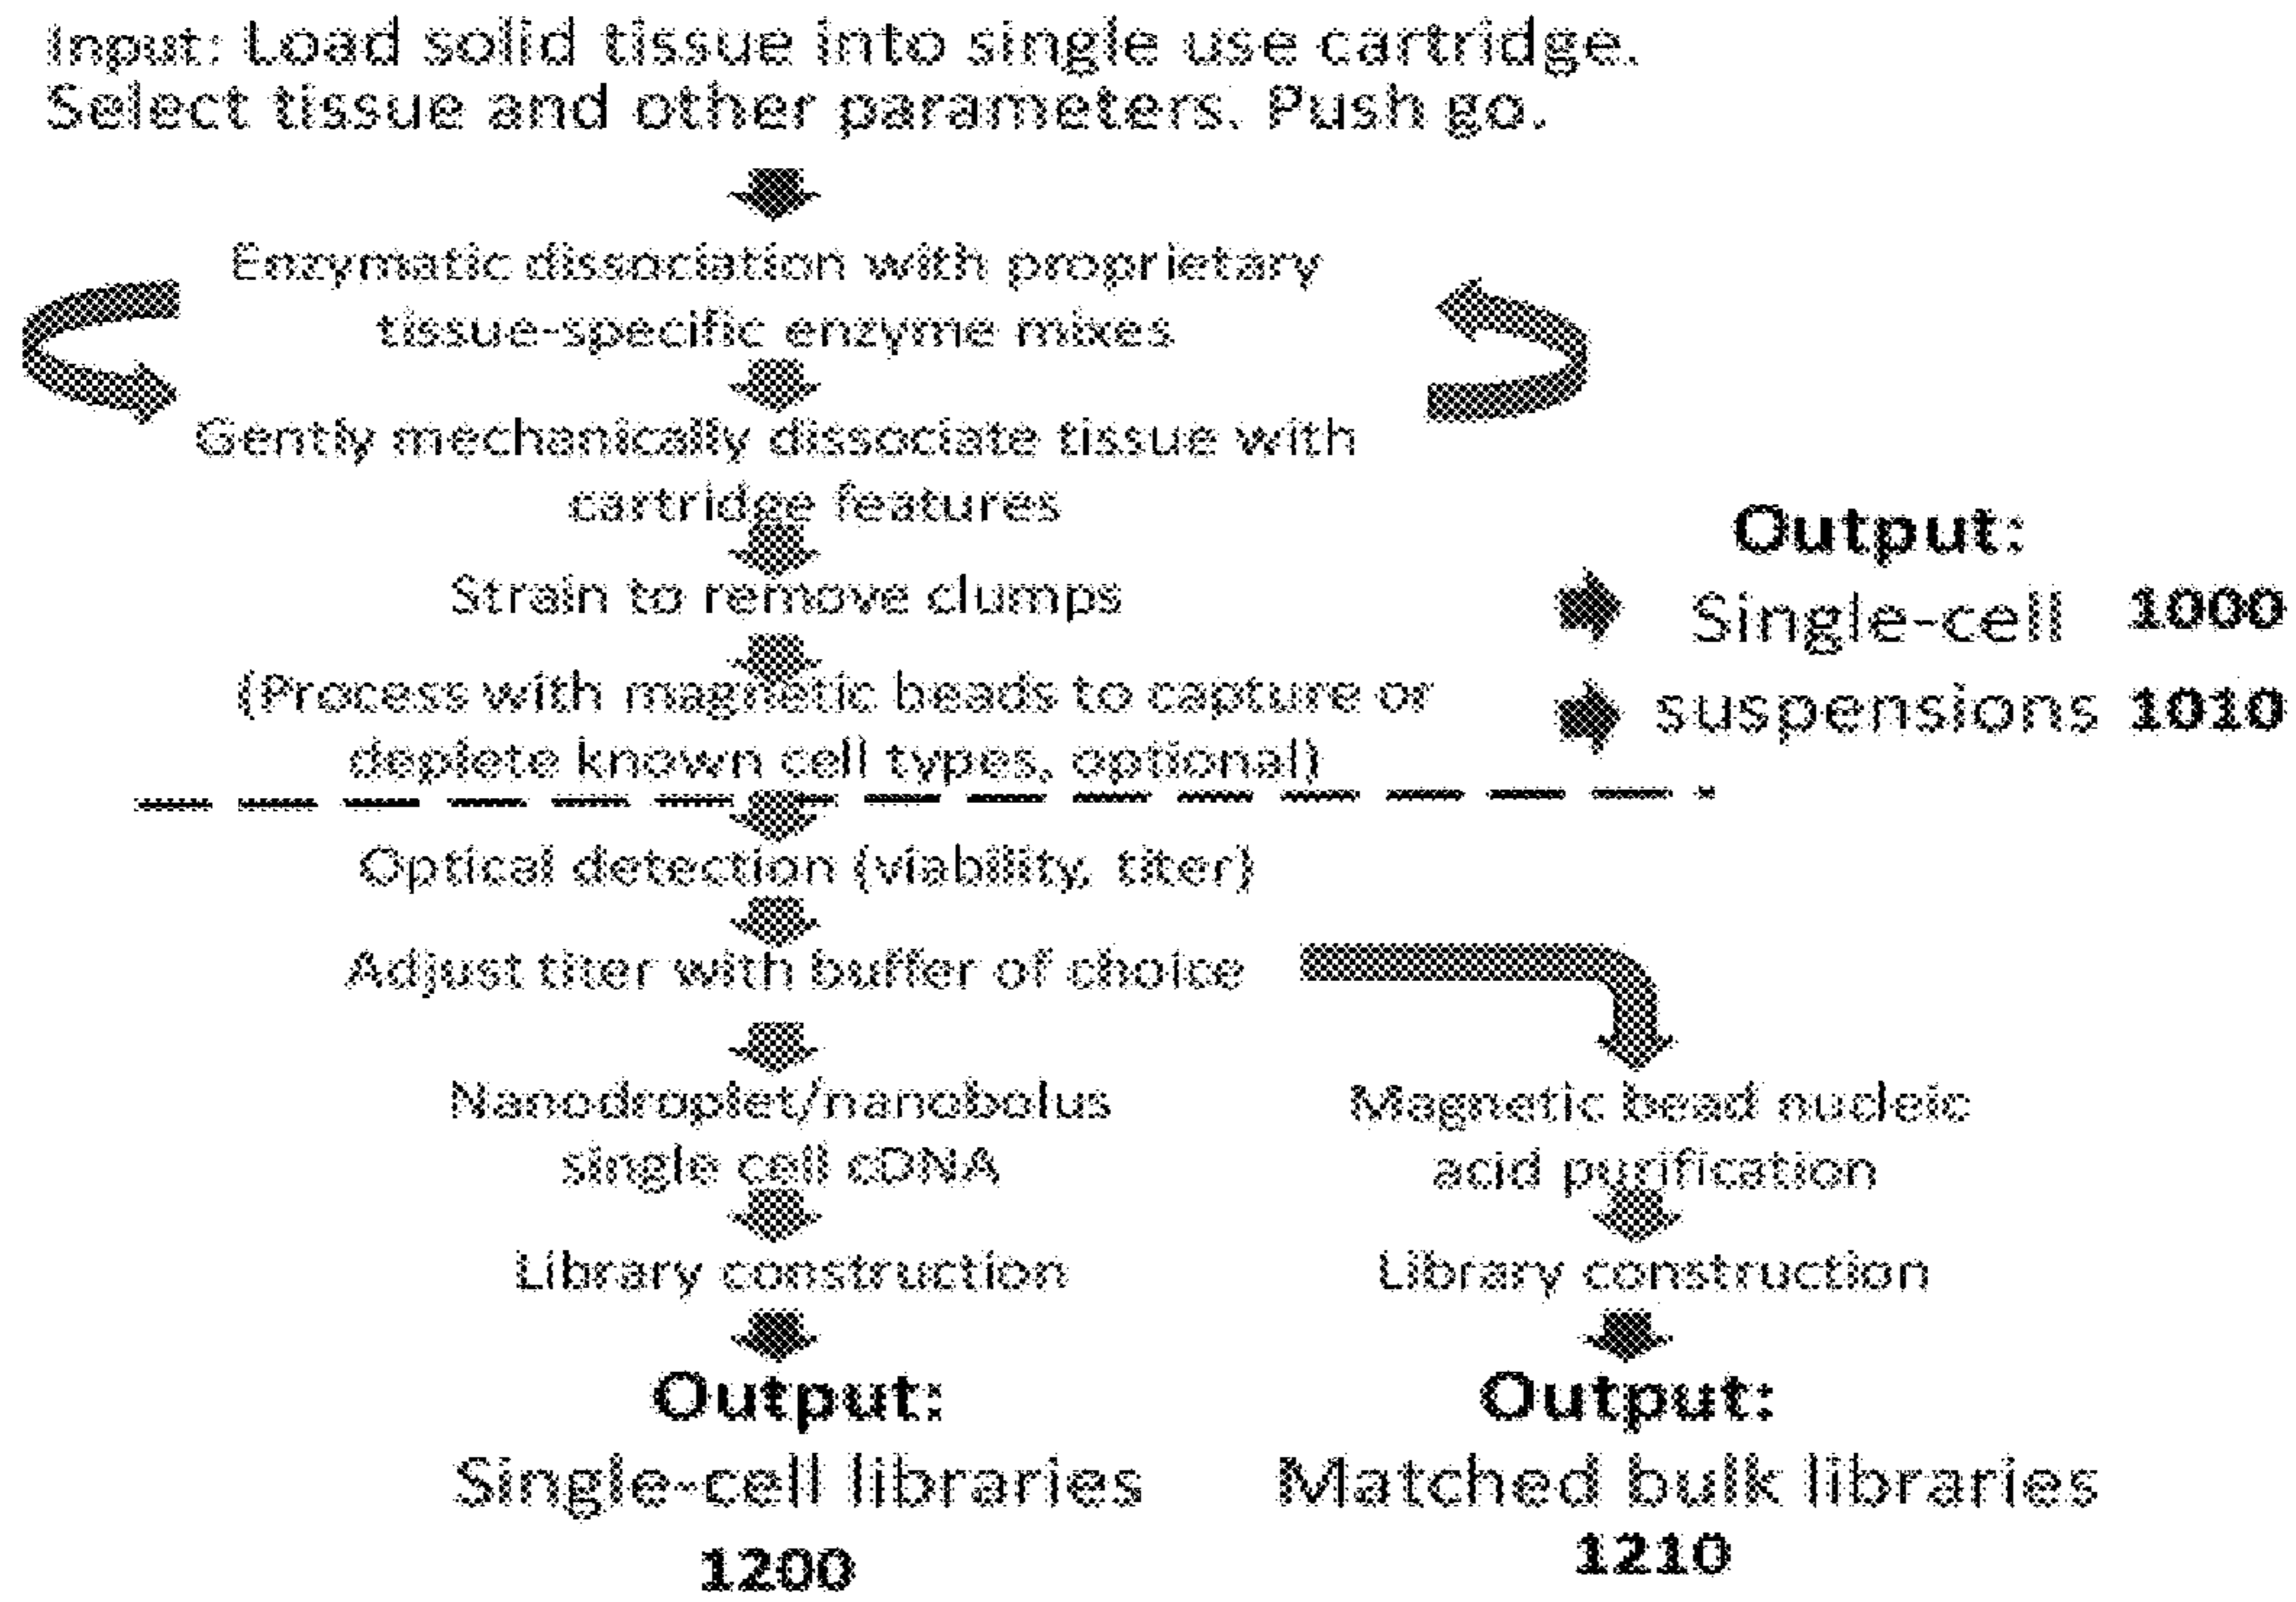 Input: Load solid tissue into single use cartridge.
Select tissue and other parameters. Push go.
Enzymatic dissociation with proprietary
tissue-specific enzyme mixes
Gently mechanically dissociate tissue with
cartridge features
Strain to remove clumps
(Process with magnetic beads to capture or
deplete known cell types, optional)
Output:
Single-cell 1000
suspensions 1010
Optical detection (viability, titer)
Adjust titer with buffer of choice
Nanodroplet/nanobolus
single cell cDNA
Library construction
Output:
Single-cell libraries
1200
Magnetic bead nucleic
acid purification
Library construction
Output:
Matched bulk libraries
1210